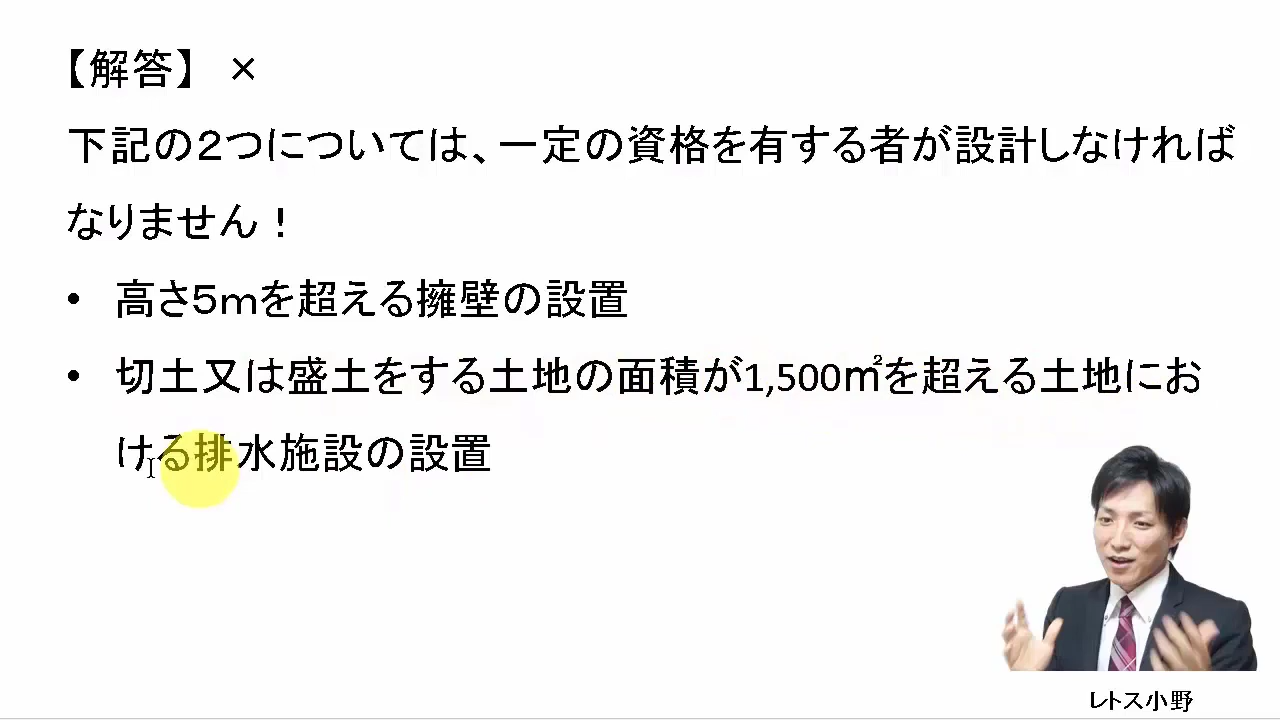 【解答】 ×
下記の２つについては、一定の資格を有する者が設計しなければ
なりません！
• 高さ５ｍを超える擁壁の設置
• 切土又は盛土をする土地の面積が1,500㎡を超える土地にお
ける排水施設の設置
レトス小野